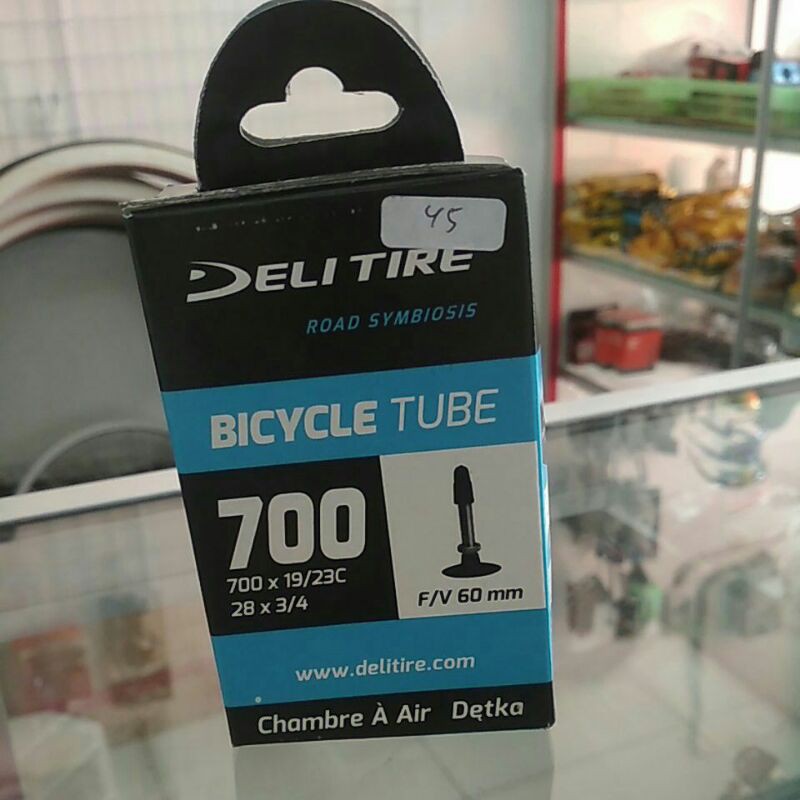 45
DELI TIRE
ROAD SYMBIOSIS
BICYCLE TUBE
700
700 x 19/23C
28 x 3/4
F/V 60 mm
www.delitire.com
Chambre À Air Dętka